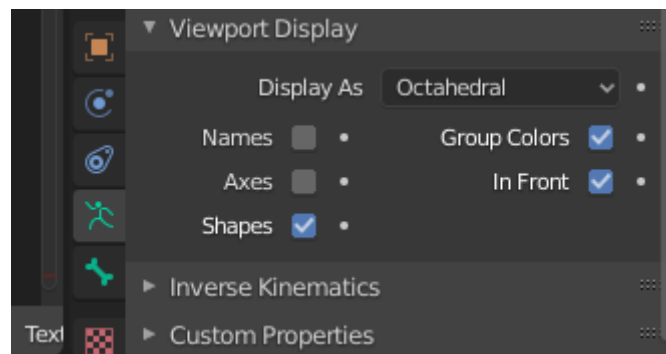 Viewport Display
Display As Octahedral
Names Group Colors
Axes In Front
Shapes
Inverse Kinematics
Text
Custom Properties